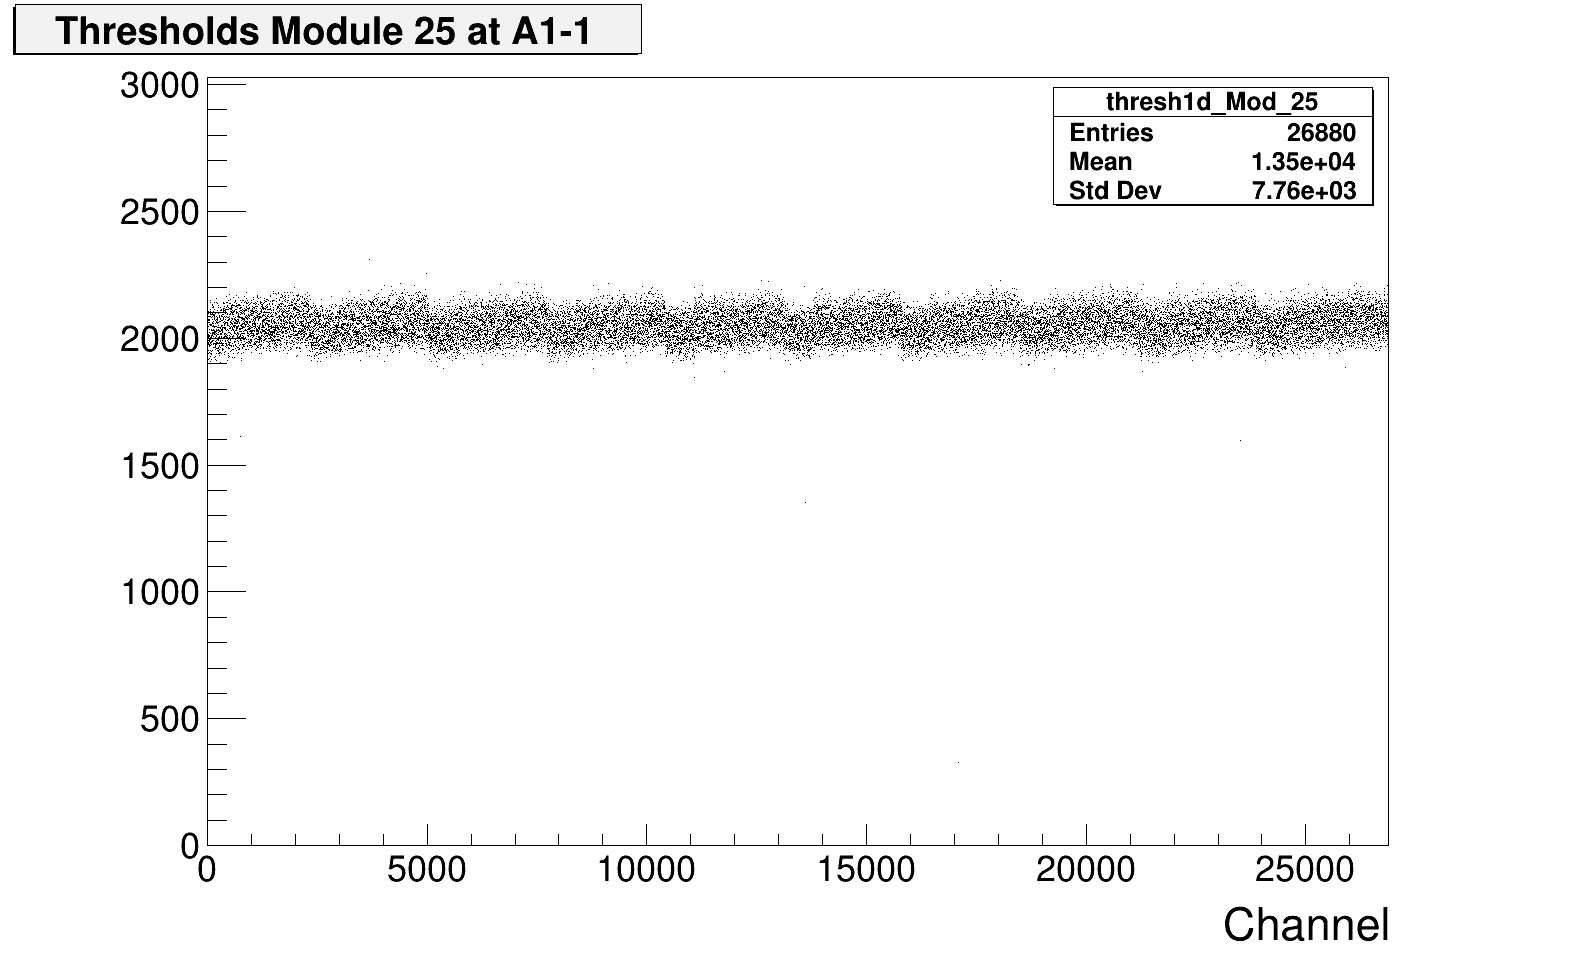 Thresholds Module 25 at A1-1
thresh1d_Mod_25
Entries 26880
Mean 1.35e+04
Std Dev 7.76e+03
3000
2500
2000
1500
1000
500
0
0 5000 10000 15000 20000 25000
Channel